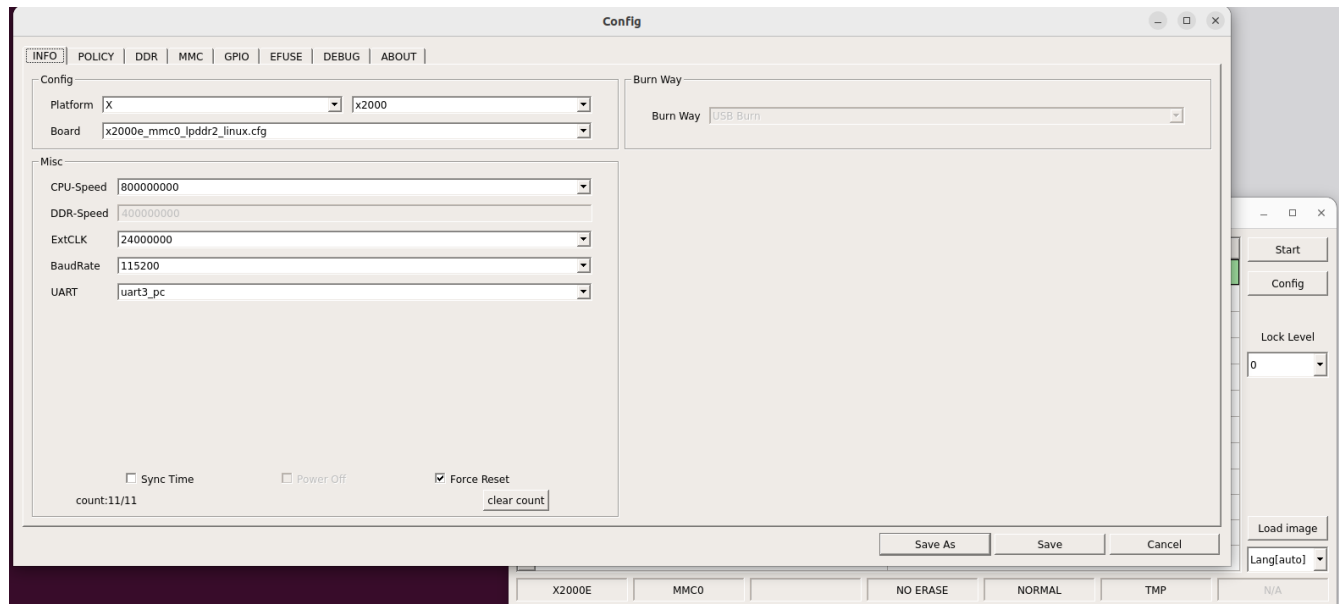 Config
INFO POLICY DDR MMC GPIO EFUSE DEBUG ABOUT
Config
Platform X x2000
Board x2000e_mmc0_lpddr2_linux.cfg
Burn Way
Burn Way USB Burn
Misc
CPU-Speed 800000000
DDR-Speed 400000000
ExtCLK 24000000
BaudRate 115200
UART uart3_pc
Sync Time Power Off Force Reset
count:11/11 clear count
Save As Save Cancel
Start
Config
Lock Level
0
Load image
Lang[auto]
X2000E MMC0 NO ERASE NORMAL TMP N/A